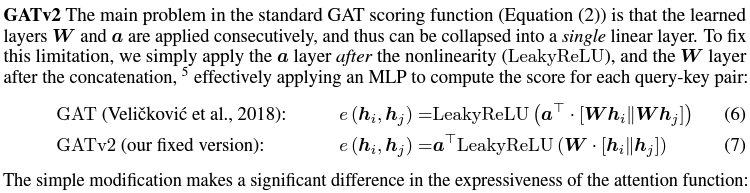 GATv2 The main problem in the standard GAT scoring function (Equation (2)) is that the learned
layers W and a are applied consecutively, and thus can be collapsed into a single linear layer. To fix
this limitation, we simply apply the a layer after the nonlinearity (LeakyReLU), and the W layer
after the concatenation, ⁵ effectively applying an MLP to compute the score for each query-key pair:
GAT (Veličković et al., 2018): e (h_i, h_j) =LeakyReLU (a^⊤ · [Wh_i∥Wh_j]) (6)
GATv2 (our fixed version): e (h_i, h_j) =a^⊤LeakyReLU (W · [h_i∥h_j]) (7)
The simple modification makes a significant difference in the expressiveness of the attention function: